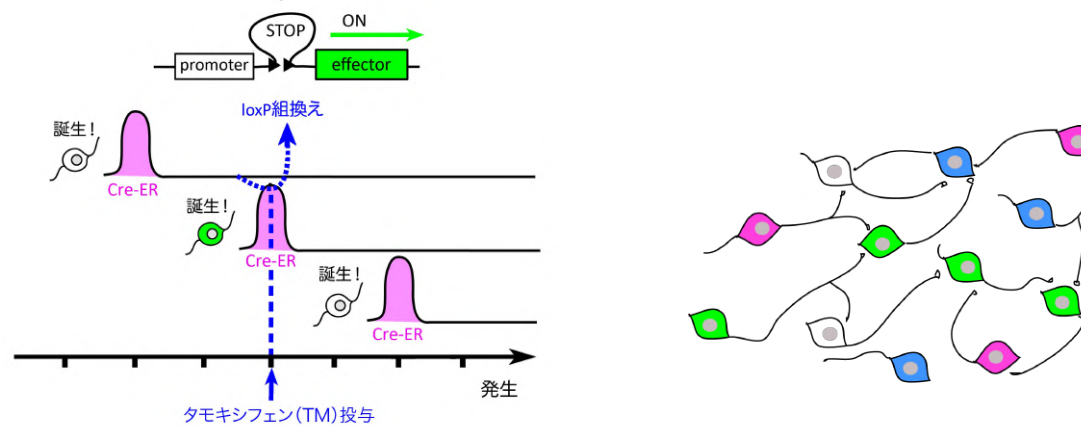 STOP
ON
promoter
effector
loxP組換え
誕生！
Cre-ER
誕生！
Cre-ER
誕生！
Cre-ER
発生
タモキシフェン(TM)投与